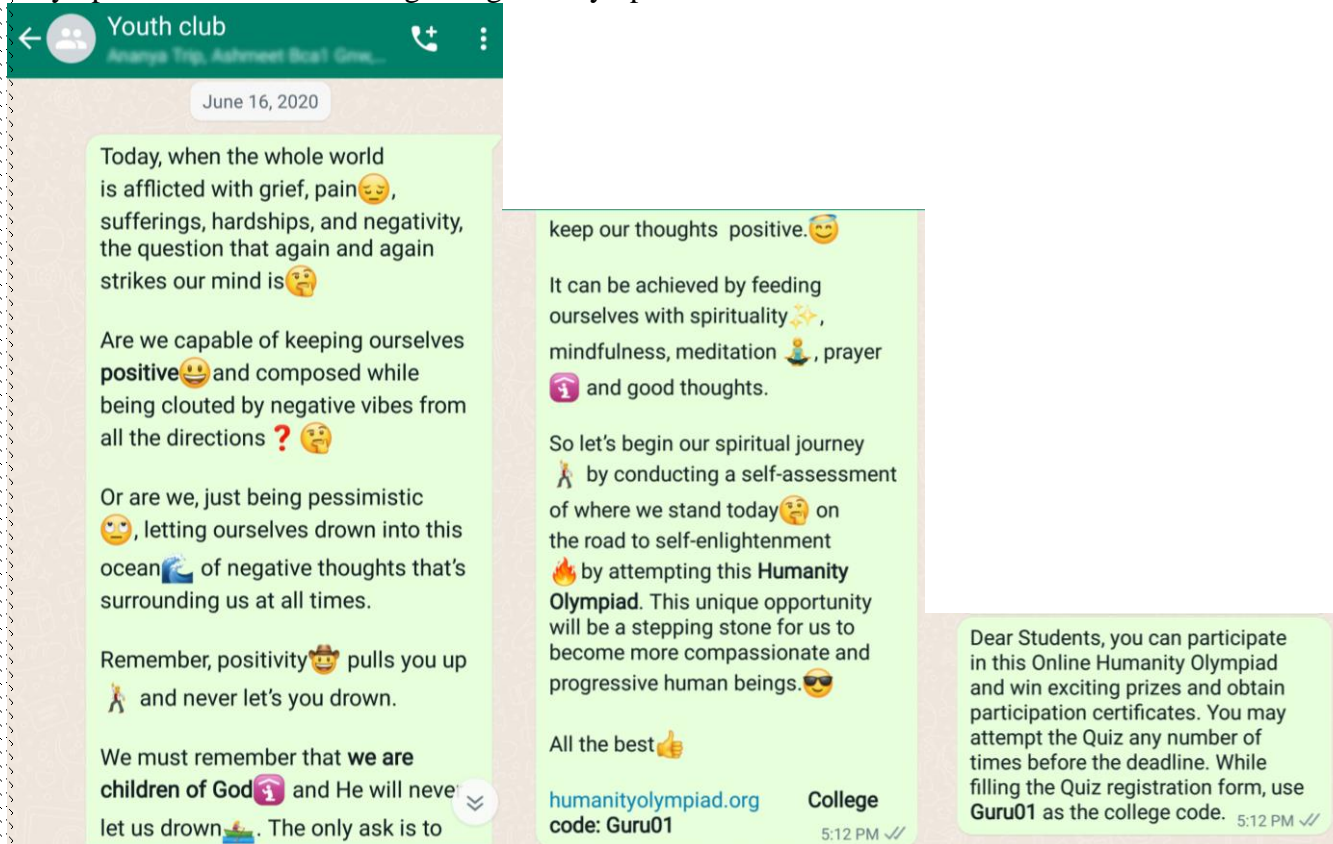 Youth club
June 16, 2020
Today, when the whole world
is afflicted with grief, pain😔,
sufferings, hardships, and negativity,
the question that again and again
strikes our mind is🤔
Are we capable of keeping ourselves
positive😃and composed while
being clouted by negative vibes from
all the directions ❓ 🤔
Or are we, just being pessimistic
🙄, letting ourselves drown into this
ocean🌊 of negative thoughts that's
surrounding us at all times.
Remember, positivity🤠 pulls you up
and never let's you drown.
We must remember that we are
children of God🛐 and He will never
let us drown🚣. The only ask is to
keep our thoughts  positive.😇
It can be achieved by feeding
ourselves with spirituality✨,
mindfulness, meditation 🧘, prayer
🛐 and good thoughts.
So let's begin our spiritual journey
by conducting a self-assessment
of where we stand today🤔 on
the road to self-enlightenment
🔥by attempting this Humanity
Olympiad. This unique opportunity
will be a stepping stone for us to
become more compassionate and
progressive human beings.😎
All the best👍
humanityolympiad.org College
code: Guru01
5:12 PM
Dear Students, you can participate
in this Online Humanity Olympiad
and win exciting prizes and obtain
participation certificates. You may
attempt the Quiz any number of
times before the deadline. While
filling the Quiz registration form, use
Guru01 as the college code. 5:12 PM